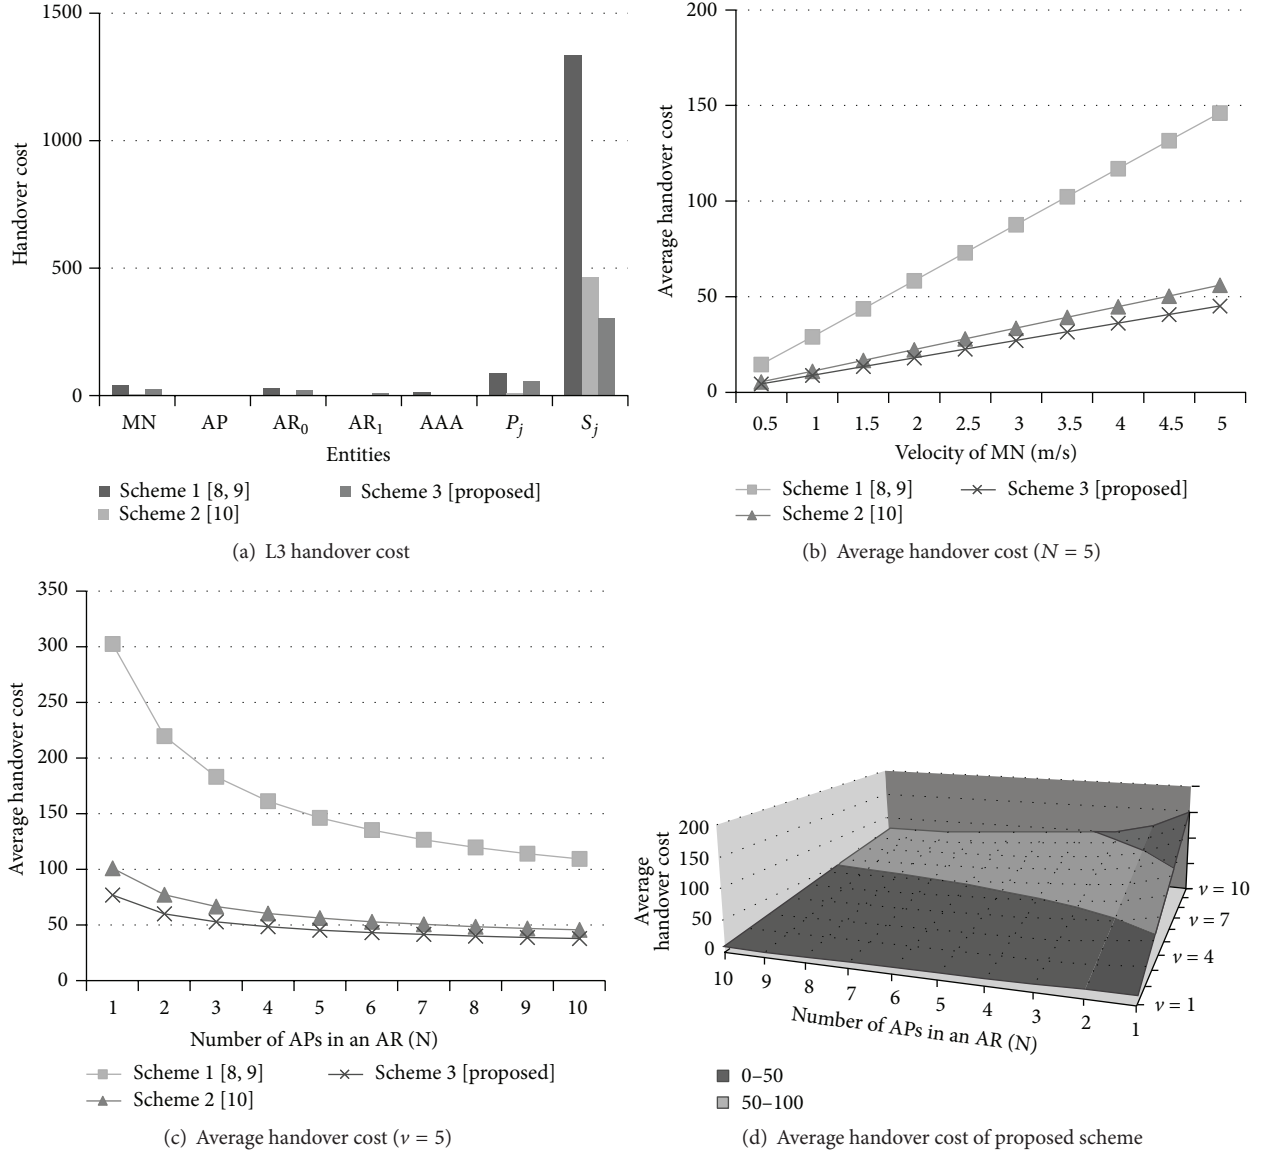 1500
1000
500
0
Handover cost
MN AP AR0 AR1 AAA Pj Sj
Entities
Scheme 1 [8, 9]
Scheme 3 [proposed]
Scheme 2 [10]
(a) L3 handover cost
200
150
100
50
0
Average handover cost
0.5 1 1.5 2 2.5 3 3.5 4 4.5 5
Velocity of MN (m/s)
Scheme 1 [8, 9]
Scheme 3 [proposed]
Scheme 2 [10]
(b) Average handover cost (N = 5)
350
300
250
200
150
100
50
0
Average handover cost
1 2 3 4 5 6 7 8 9 10
Number of APs in an AR (N)
Scheme 1 [8, 9]
Scheme 3 [proposed]
Scheme 2 [10]
(c) Average handover cost (v = 5)
200
150
100
50
0
Average
handover cost
10 9 8 7 6 5 4 3 2 1
Number of APs in an AR (N)
v = 10
v = 7
v = 4
v = 1
0–50
50–100
(d) Average handover cost of proposed scheme